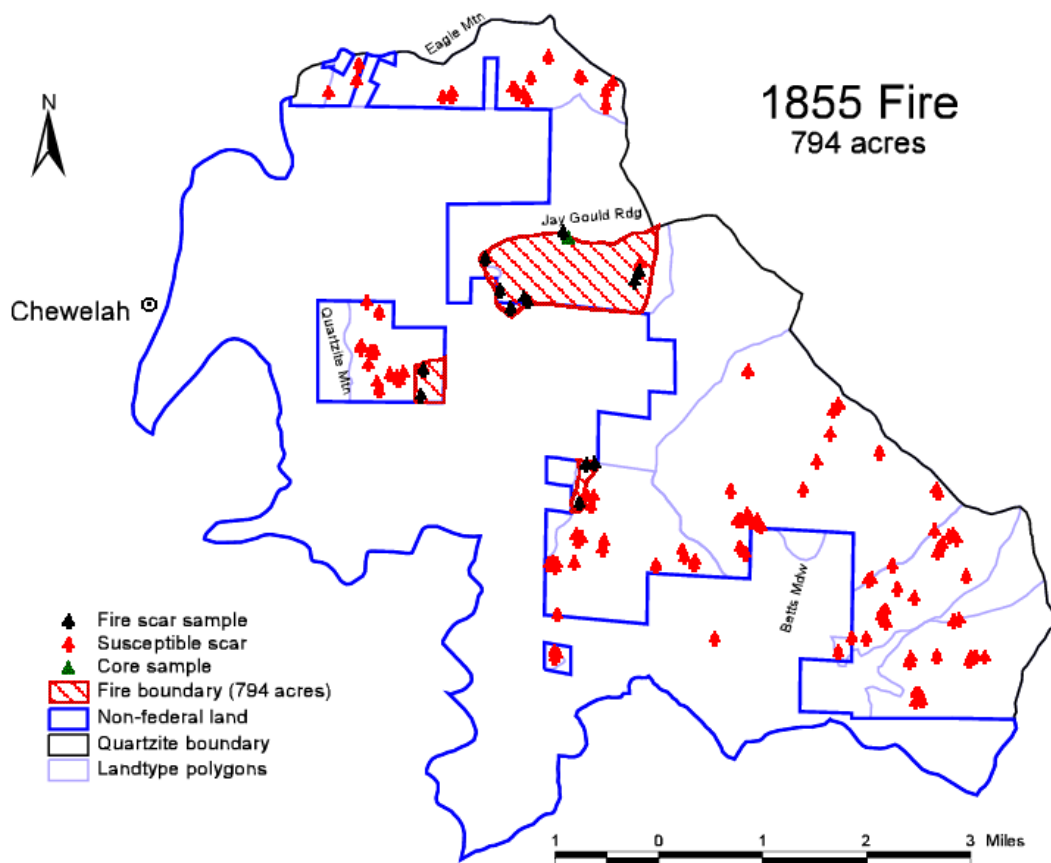 Eagle Mtn
1855 Fire
794 acres
N
Jay Gould Rdg
Chewelah
Quartzite Mtn
Betts Mdw
Fire scar sample
Susceptible scar
Core sample
Fire boundary (794 acres)
Non-federal land
Quartzite boundary
Landtype polygons
1 0 1 2 3 Miles